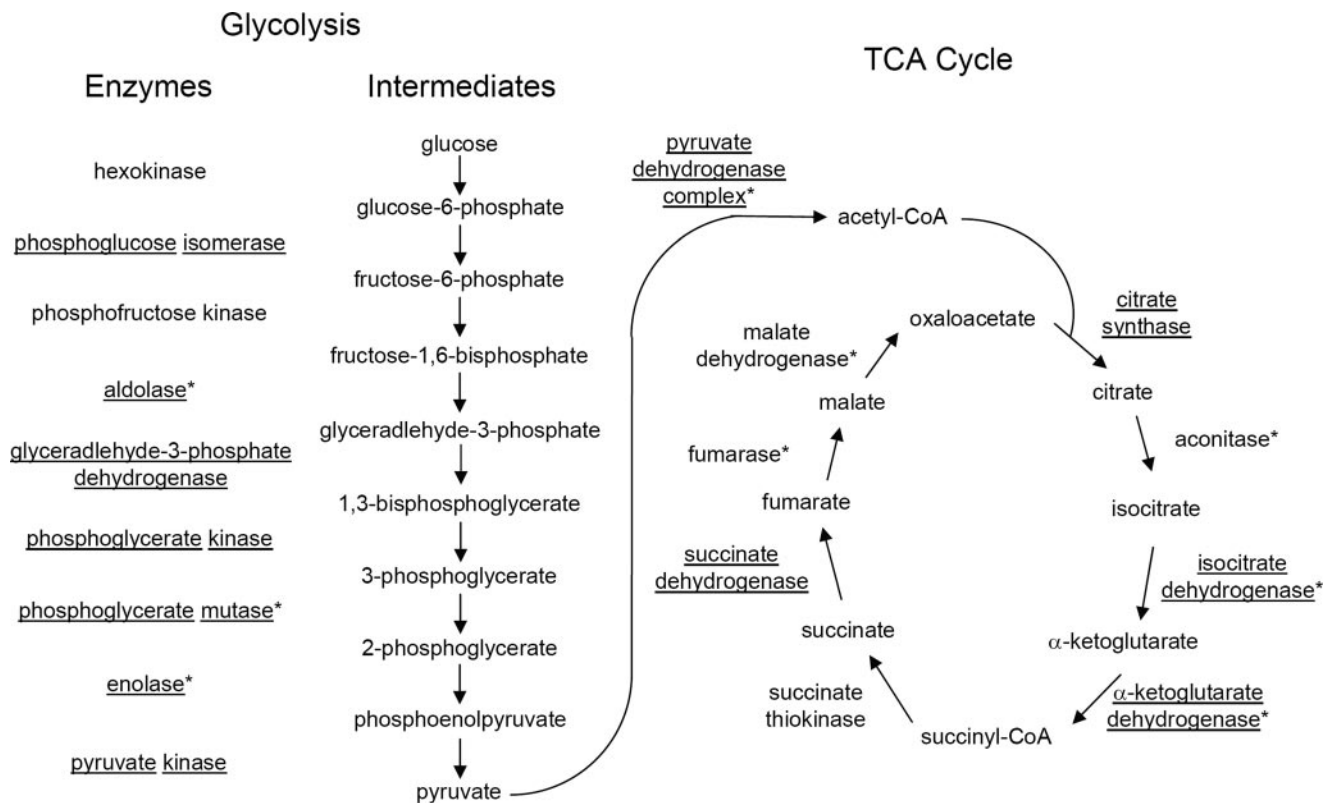 Glycolysis
Enzymes
Intermediates
hexokinase
phosphoglucose isomerase
phosphofructose kinase
aldolase*
glyceradlehyde-3-phosphate
dehydrogenase
phosphoglycerate kinase
phosphoglycerate mutase*
enolase*
pyruvate kinase
glucose
glucose-6-phosphate
fructose-6-phosphate
fructose-1,6-bisphosphate
glyceradlehyde-3-phosphate
1,3-bisphosphoglycerate
3-phosphoglycerate
2-phosphoglycerate
phosphoenolpyruvate
pyruvate
TCA Cycle
pyruvate
dehydrogenase
complex*
acetyl-CoA
citrate
synthase
oxaloacetate
malate
dehydrogenase*
citrate
malate
aconitase*
fumarase*
fumarate
isocitrate
succinate
dehydrogenase
isocitrate
dehydrogenase*
succinate
α-ketoglutarate
succinate
thiokinase
α-ketoglutarate
dehydrogenase*
succinyl-CoA